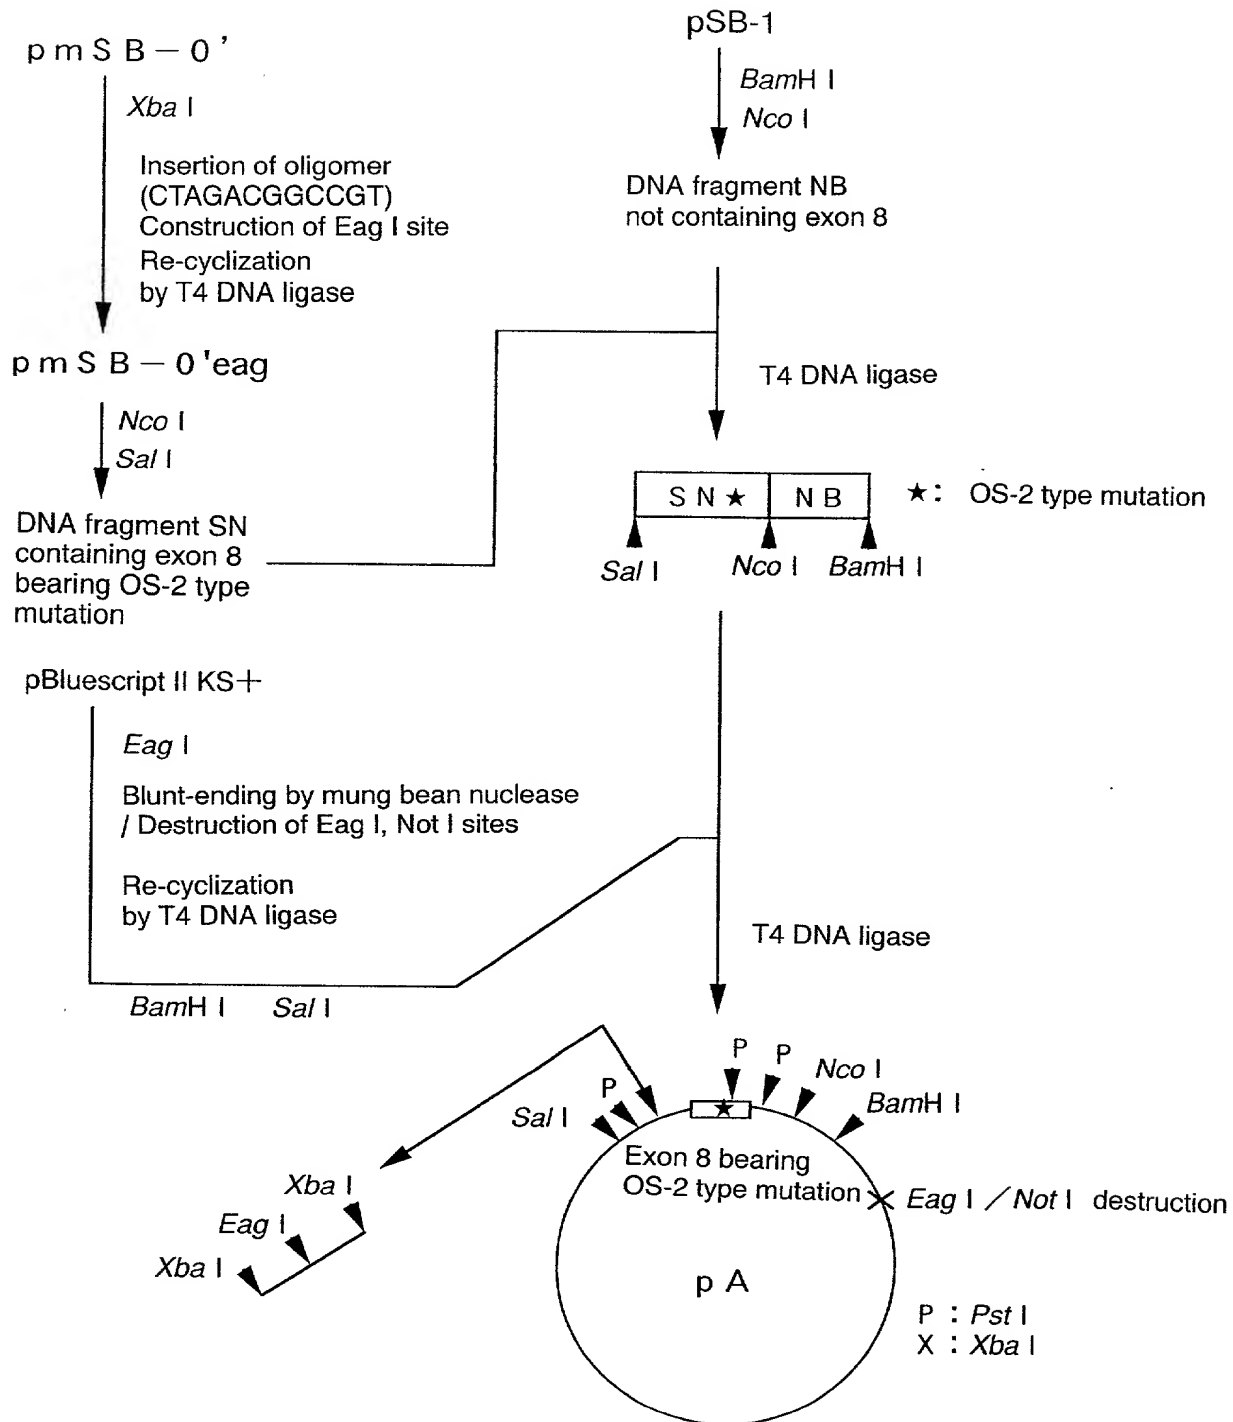 pmSB-0'
Xba I
Insertion of oligomer
(CTAGACGGCCGT)
Construction of Eag I site
Re-cyclization
by T4 DNA ligase
pmSB-0'eag
Nco I
Sal I
DNA fragment SN
containing exon 8
bearing OS-2 type
mutation
pSB-1
BamH I
Nco I
DNA fragment NB
not containing exon 8
T4 DNA ligase
SN★ NB
★: OS-2 type mutation
Sal I Nco I BamH I
pBluescript II KS+
Eag I
Blunt-ending by mung bean nuclease
/ Destruction of Eag I, Not I sites
Re-cyclization
by T4 DNA ligase
BamH I Sal I
T4 DNA ligase
Sal I P P P Nco I BamH I
★
Exon 8 bearing
OS-2 type mutation
Eag I / Not I destruction
Xba I
Eag I
Xba I
pA
P : Pst I
X : Xba I